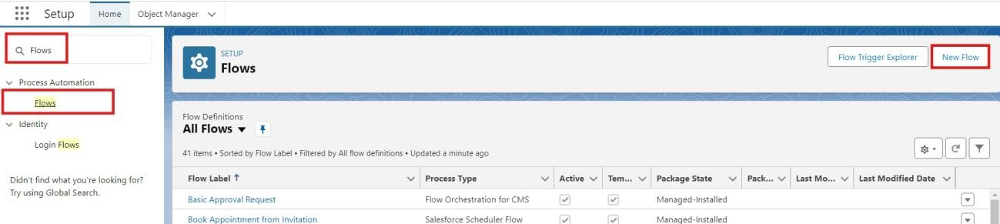 Setup Home Object Manager
Flows
Process Automation
Flows
Identity
Login Flows
Didn't find what you're looking for?
Try using Global Search.
SETUP
Flows
Flow Trigger Explorer New Flow
Flow Definitions
All Flows
41 items • Sorted by Flow Label • Filtered by All flow definitions • Updated a minute ago
Flow Label ↑ Process Type Active Tem... Package State Pack... Last Mo... Last Modified Date
Basic Approval Request Flow Orchestration for CMS Managed-Installed
Book Appointment from Invitation Salesforce Scheduler Flow Managed-Installed